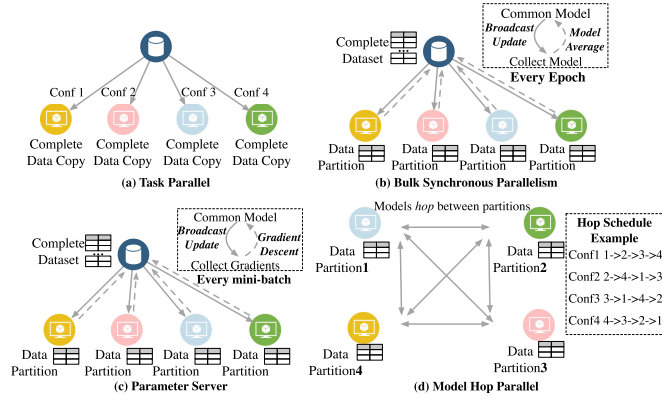 Conf 1
Conf 2
Conf 3
Conf 4
Complete Data Copy
Complete Data Copy
Complete Data Copy
Complete Data Copy
(a) Task Parallel
Complete
Dataset
Common Model
Broadcast
Update
Model
Average
Collect Model
Every Epoch
Data
Partition
Data
Partition
Data
Partition
Data
Partition
(b) Bulk Synchronous Parallelism
Complete
Dataset
Common Model
Broadcast
Update
Gradient
Descent
Collect Gradients
Every mini-batch
Data
Partition
Data
Partition
Data
Partition
Data
Partition
(c) Parameter Server
Models hop between partitions
Data
Partition1
Data
Partition2
Data
Partition4
Data
Partition3
Hop Schedule
Example
Conf1 1->2->3->4
Conf2 2->4->1->3
Conf3 3->1->4->2
Conf4 4->3->2->1
(d) Model Hop Parallel